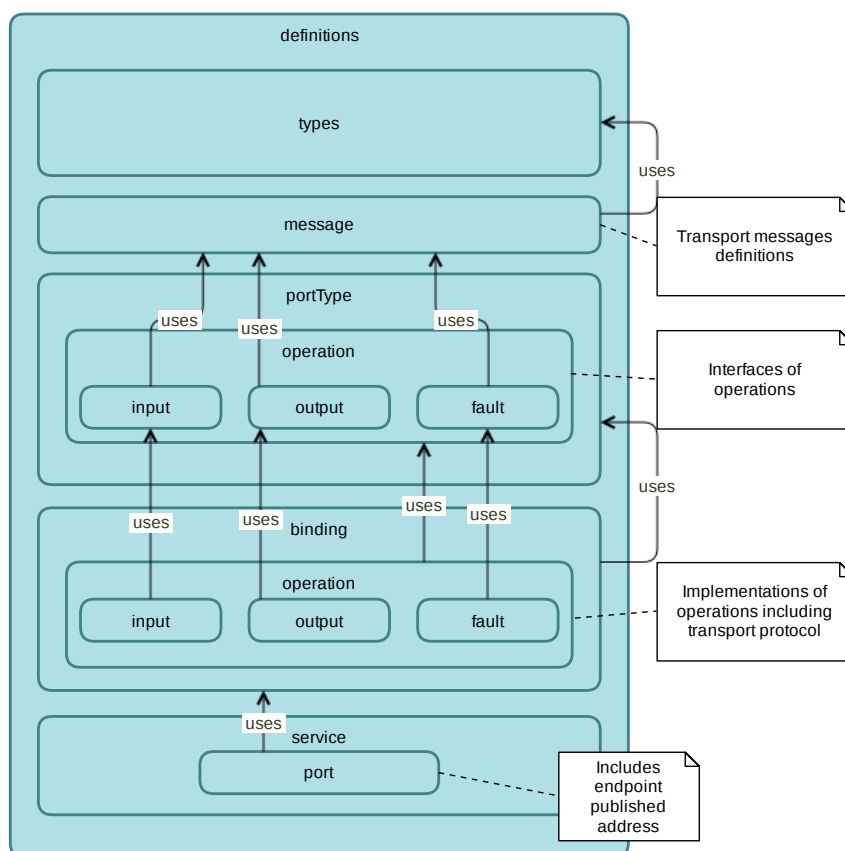 definitions
types
uses
message
Transport messages
definitions
portType
uses
uses
uses
operation
Interfaces of
operations
input
output
fault
uses
uses
uses
uses
uses
binding
operation
Implementations of
operations including
transport protocol
input
output
fault
uses
service
port
Includes
endpoint
published
address